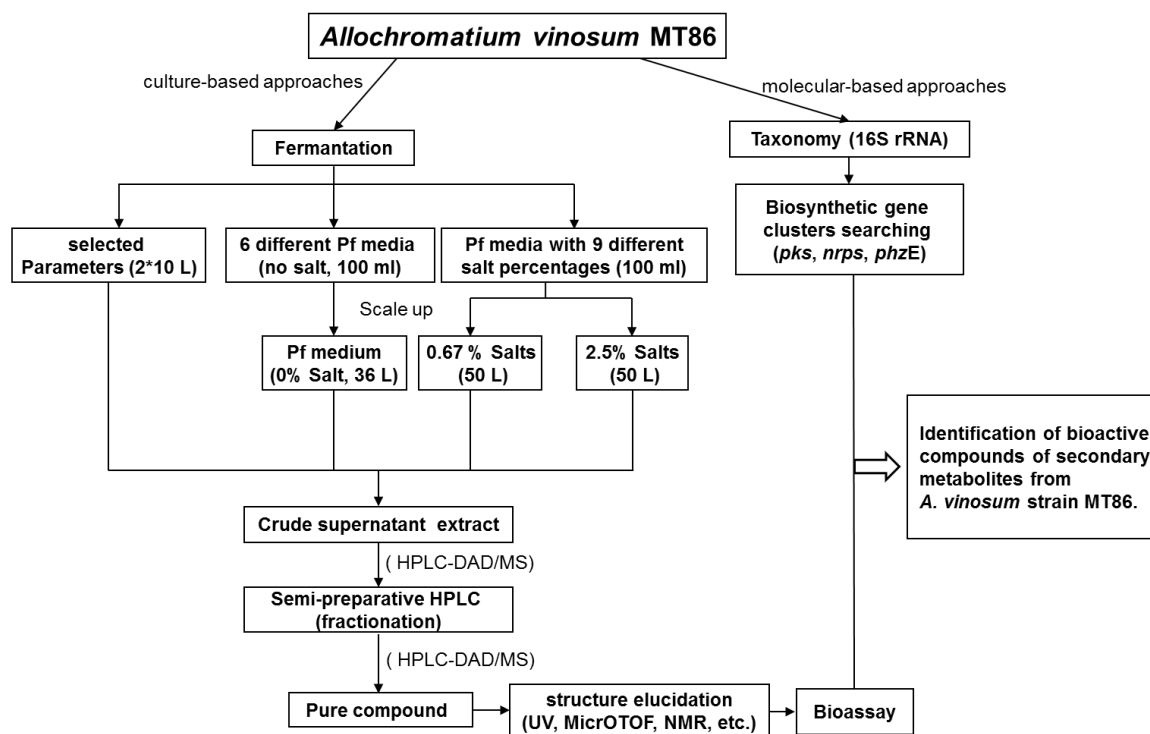 Allochromatium vinosum MT86
culture-based approaches
molecular-based approaches
Fermantation
Taxonomy (16S rRNA)
selected
Parameters (2*10 L)
6 different Pf media
(no salt, 100 ml)
Pf media with 9 different
salt percentages (100 ml)
Biosynthetic gene
clusters searching
(pks, nrps, phzE)
Scale up
Pf medium
(0% Salt, 36 L)
0.67 % Salts
(50 L)
2.5% Salts
(50 L)
Identification of bioactive
compounds of secondary
metabolites from
A. vinosum strain MT86.
Crude supernatant extract
( HPLC-DAD/MS)
Semi-preparative HPLC
(fractionation)
( HPLC-DAD/MS)
Pure compound
structure elucidation
(UV, MicrOTOF, NMR, etc.)
Bioassay